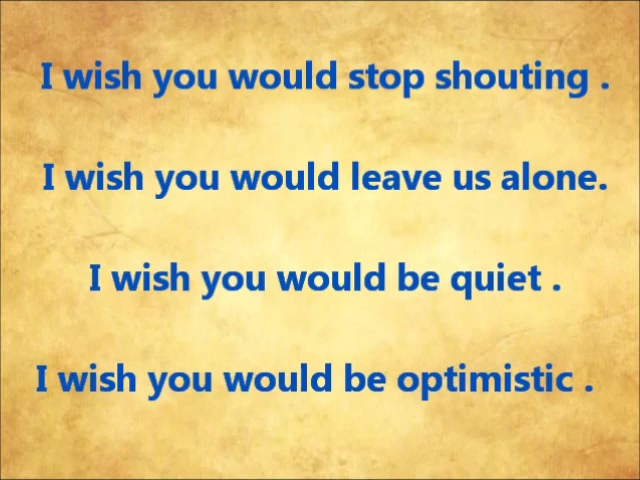 I wish you would stop shouting .
I wish you would leave us alone.
I wish you would be quiet .
I wish you would be optimistic .